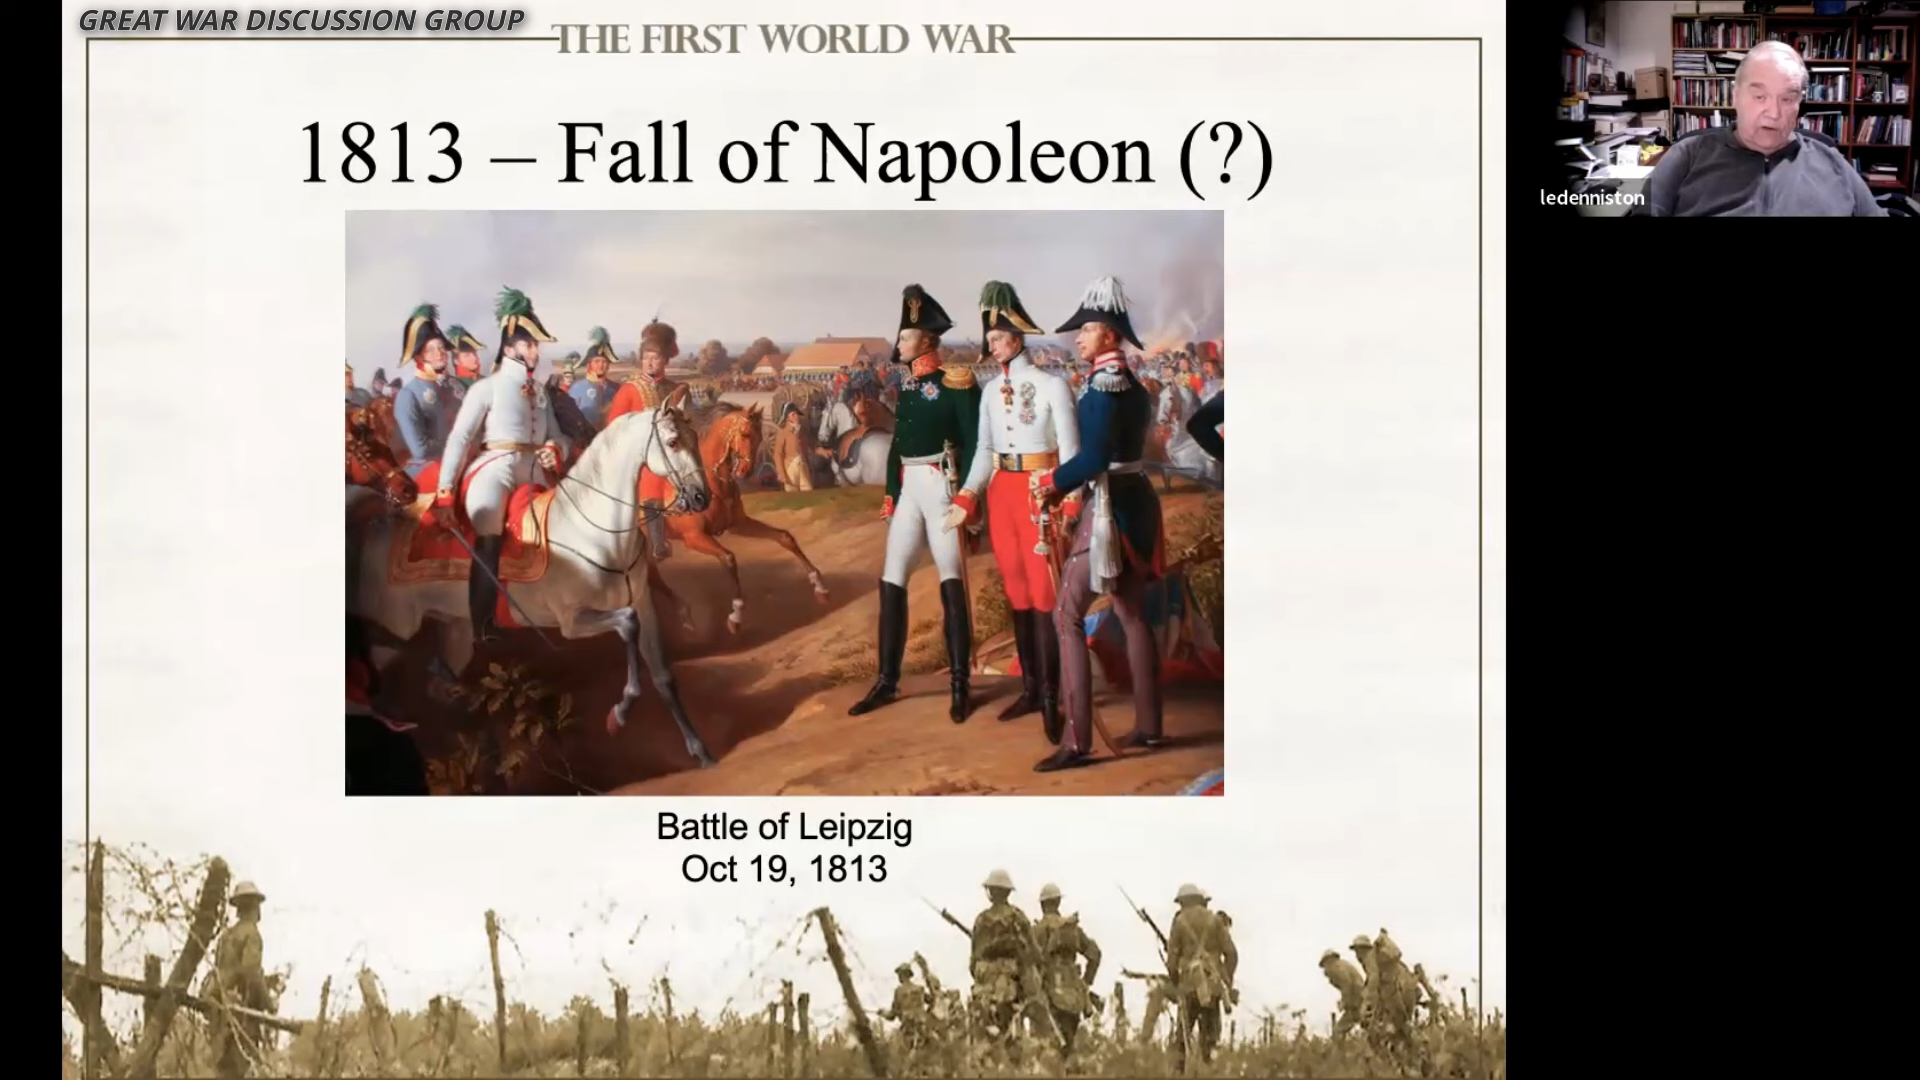 GREAT WAR DISCUSSION GROUP
THE FIRST WORLD WAR
1813 – Fall of Napoleon (?)
ledenniston
Battle of Leipzig
Oct 19, 1813